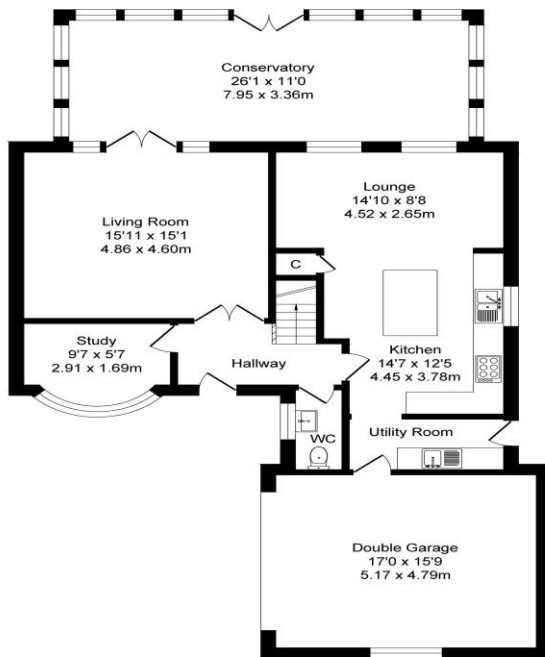 Conservatory
26'1 x 11'0
7.95 x 3.36m
Lounge
14'10 x 8'8
4.52 x 2.65m
Living Room
15'11 x 15'1
4.86 x 4.60m
C
Study
9'7 x 5'7
2.91 x 1.69m
Hallway
Kitchen
14'7 x 12'5
4.45 x 3.78m
WC
Utility Room
Double Garage
17'0 x 15'9
5.17 x 4.79m